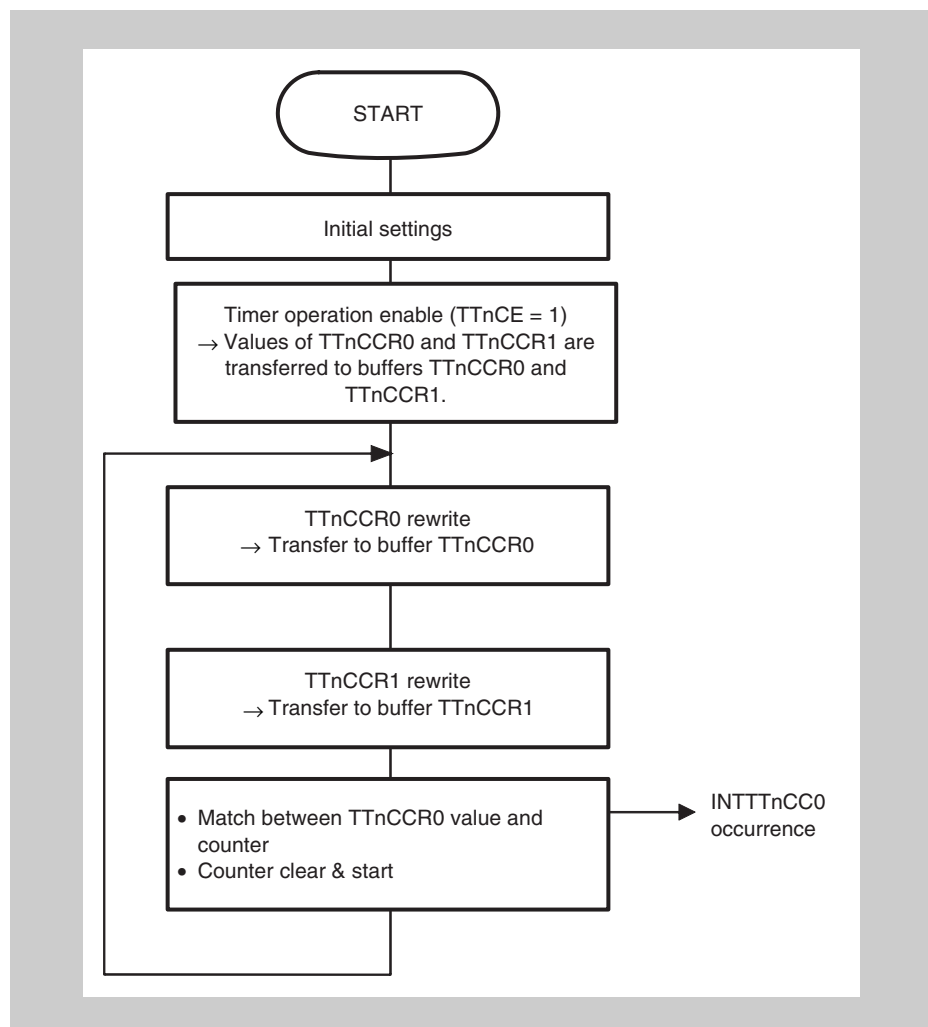 START
Initial settings
Timer operation enable (TTnCE = 1)
→ Values of TTnCCR0 and TTnCCR1 are
transferred to buffers TTnCCR0 and
TTnCCR1.
TTnCCR0 rewrite
→ Transfer to buffer TTnCCR0
TTnCCR1 rewrite
→ Transfer to buffer TTnCCR1
• Match between TTnCCR0 value and
counter
• Counter clear & start
INTTTnCC0
occurrence